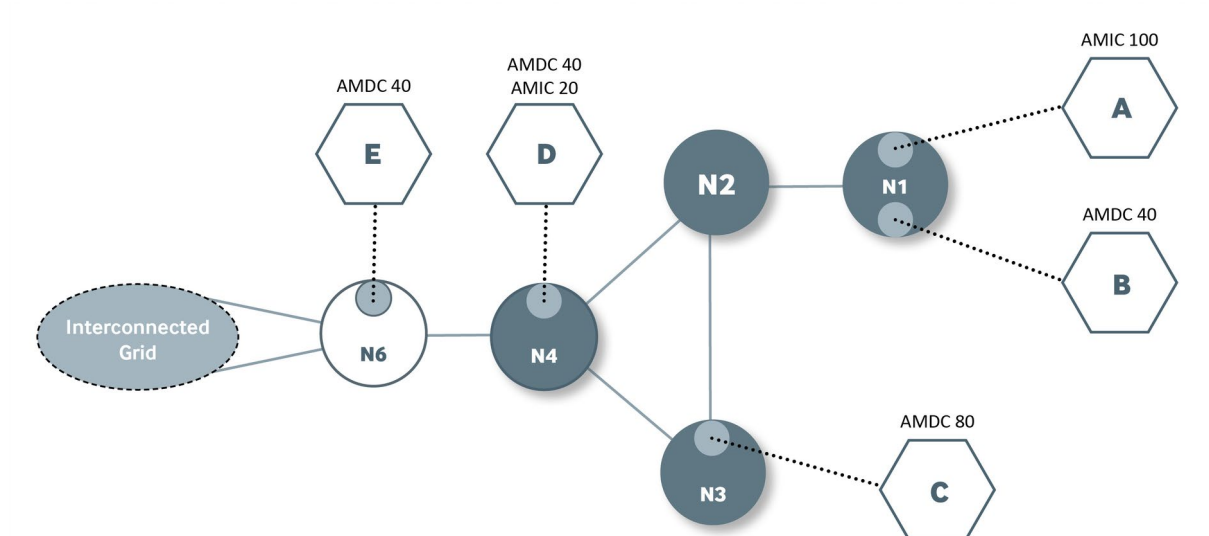 AMIC 100
A
AMDC 40
AMIC 20
AMDC 40
E
D
N2
N1
AMDC 40
B
Interconnected
Grid
N6
N4
AMDC 80
C
N3